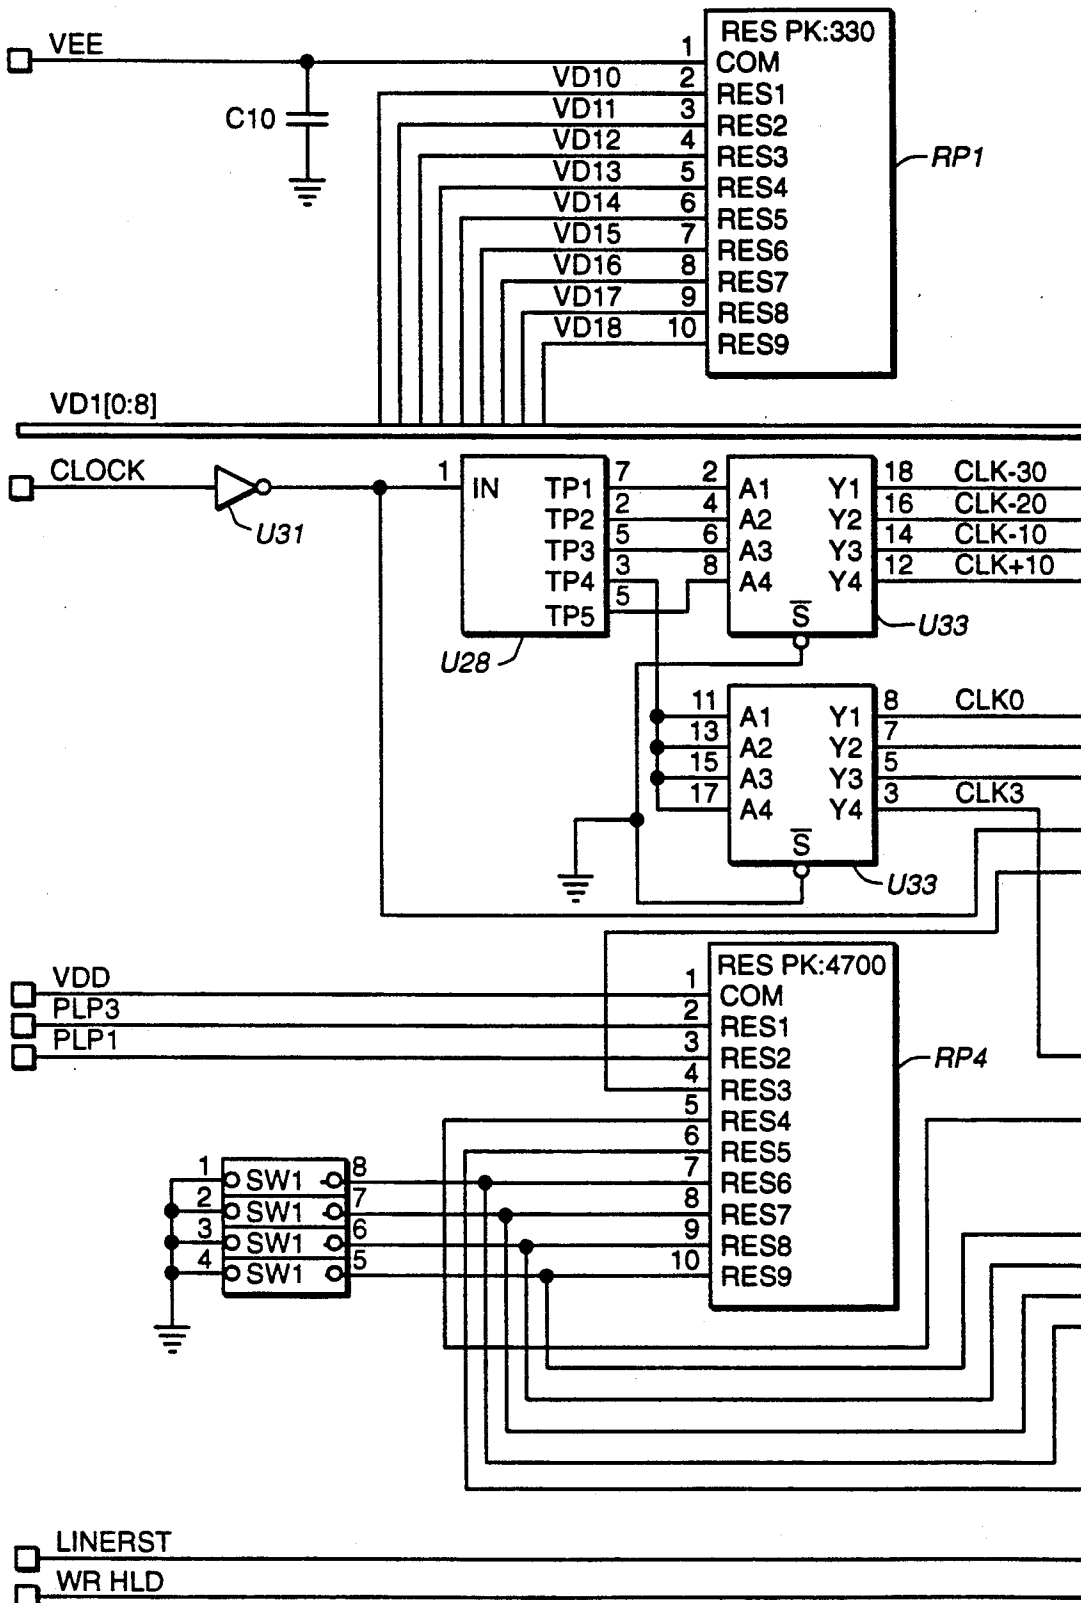 RES PK:330
VEE 1 COM
VD10 2 RES1
C10 VD11 3 RES2
VD12 4 RES3
RP1
VD13 5 RES4
VD14 6 RES5
VD15 7 RES6
VD16 8 RES7
VD17 9 RES8
VD18 10 RES9
VD1[0:8]
CLOCK 1 IN TP1 7 2 A1 Y1 18 CLK-30
U31 TP2 2 4 A2 Y2 16 CLK-20
TP3 5 6 A3 Y3 14 CLK-10
TP4 3 8 A4 Y4 12 CLK+10
TP5 5 S̅
U28 U33
11 A1 Y1 8 CLK0
13 A2 Y2 7
15 A3 Y3 5
17 A4 Y4 3 CLK3
S̅
U33
RES PK:4700
VDD 1 COM
PLP3 2 RES1
PLP1 3 RES2
RP4
4 RES3
5 RES4
6 RES5
1 SW1 8 7 RES6
2 SW1 7 8 RES7
3 SW1 6 9 RES8
4 SW1 5 10 RES9
LINERST
WR HLD